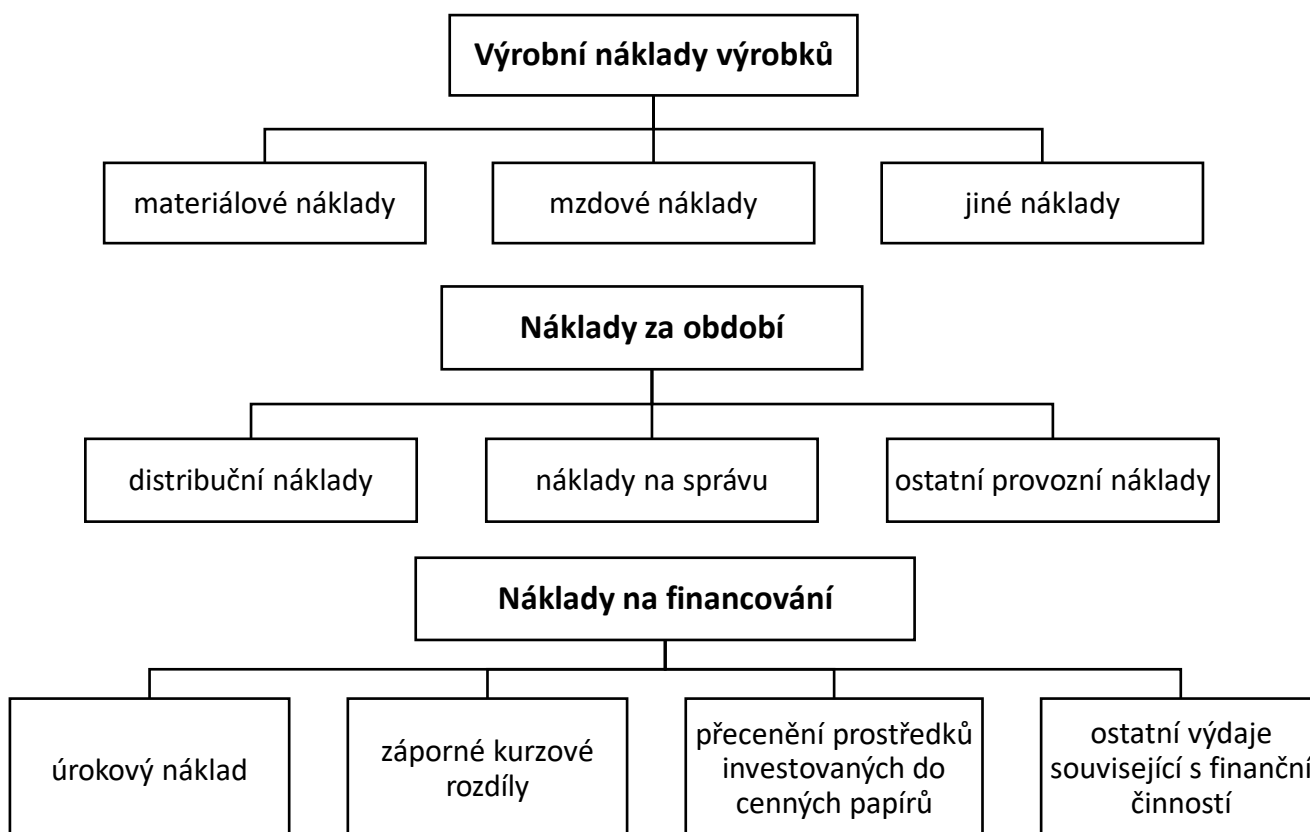 Výrobní náklady výrobků
materiálové náklady
mzdové náklady
jiné náklady
Náklady za období
distribuční náklady
náklady na správu
ostatní provozní náklady
Náklady na financování
úrokový náklad
záporné kurzové
rozdíly
přecenění prostředků
investovaných do
cenných papírů
ostatní výdaje
související s finanční
činností